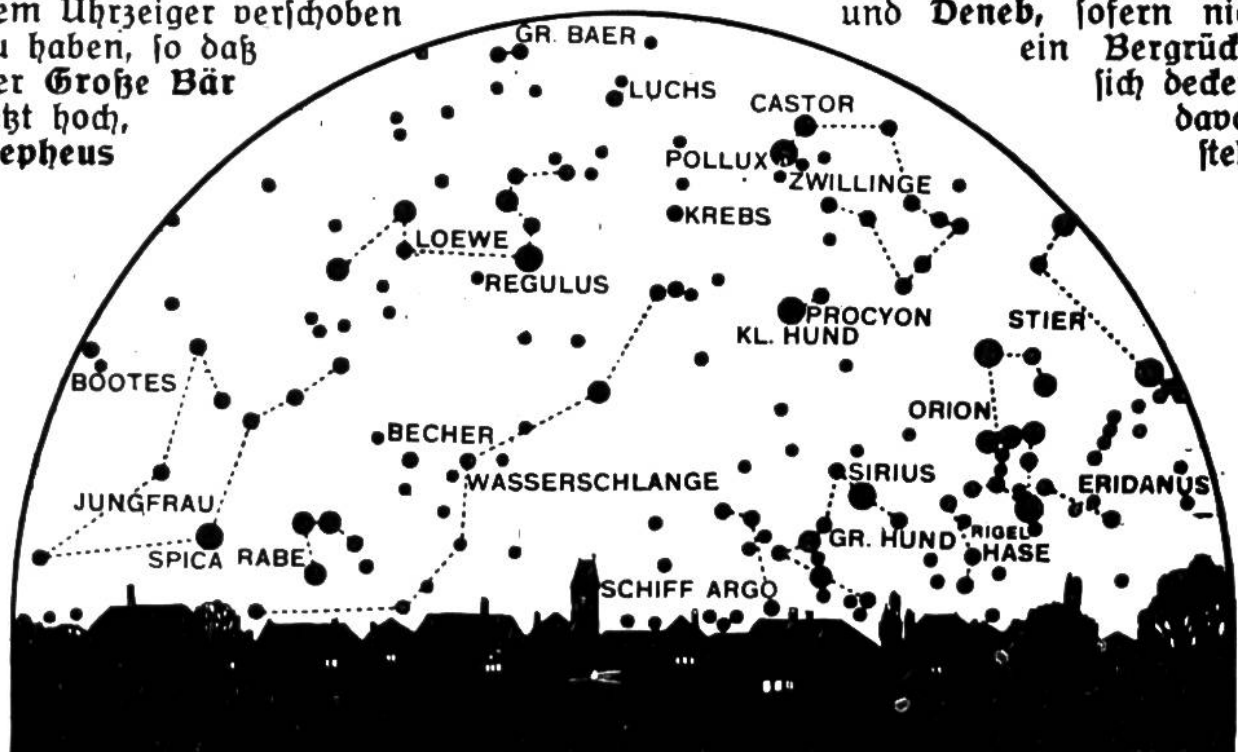 em Uhrzeiger verschoben
u haben, so daß
er Große Bär
tzt hoch,
epheus
und Deneb, sofern ni
ein Bergrück
sich decke
dav
ste
GR. BAER
LUCHS
CASTOR
POLLUX
ZWILLINGE
KREBS
LOEWE
REGULUS
PROCYON
KL. HUND
STIER
BOOTES
ORION
BECHER
SIRIUS
WASSERSCHLANGE
ERIDANUS
JUNGFRAU
RIGEL
GR. HUND
HASE
SPICA
RABE
SCHIFF ARGO